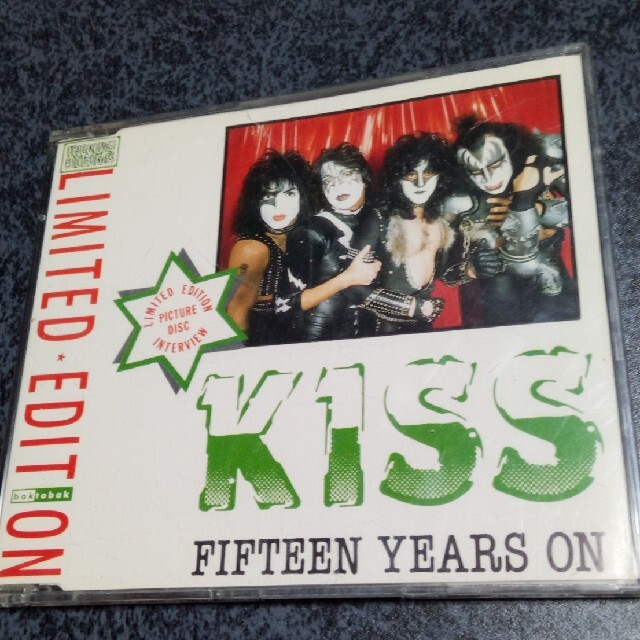 LIMITED ★ EDITION
baktabak
LIMITED EDITION
PICTURE
DISC
INTERVIEW
KISS
FIFTEEN YEARS ON